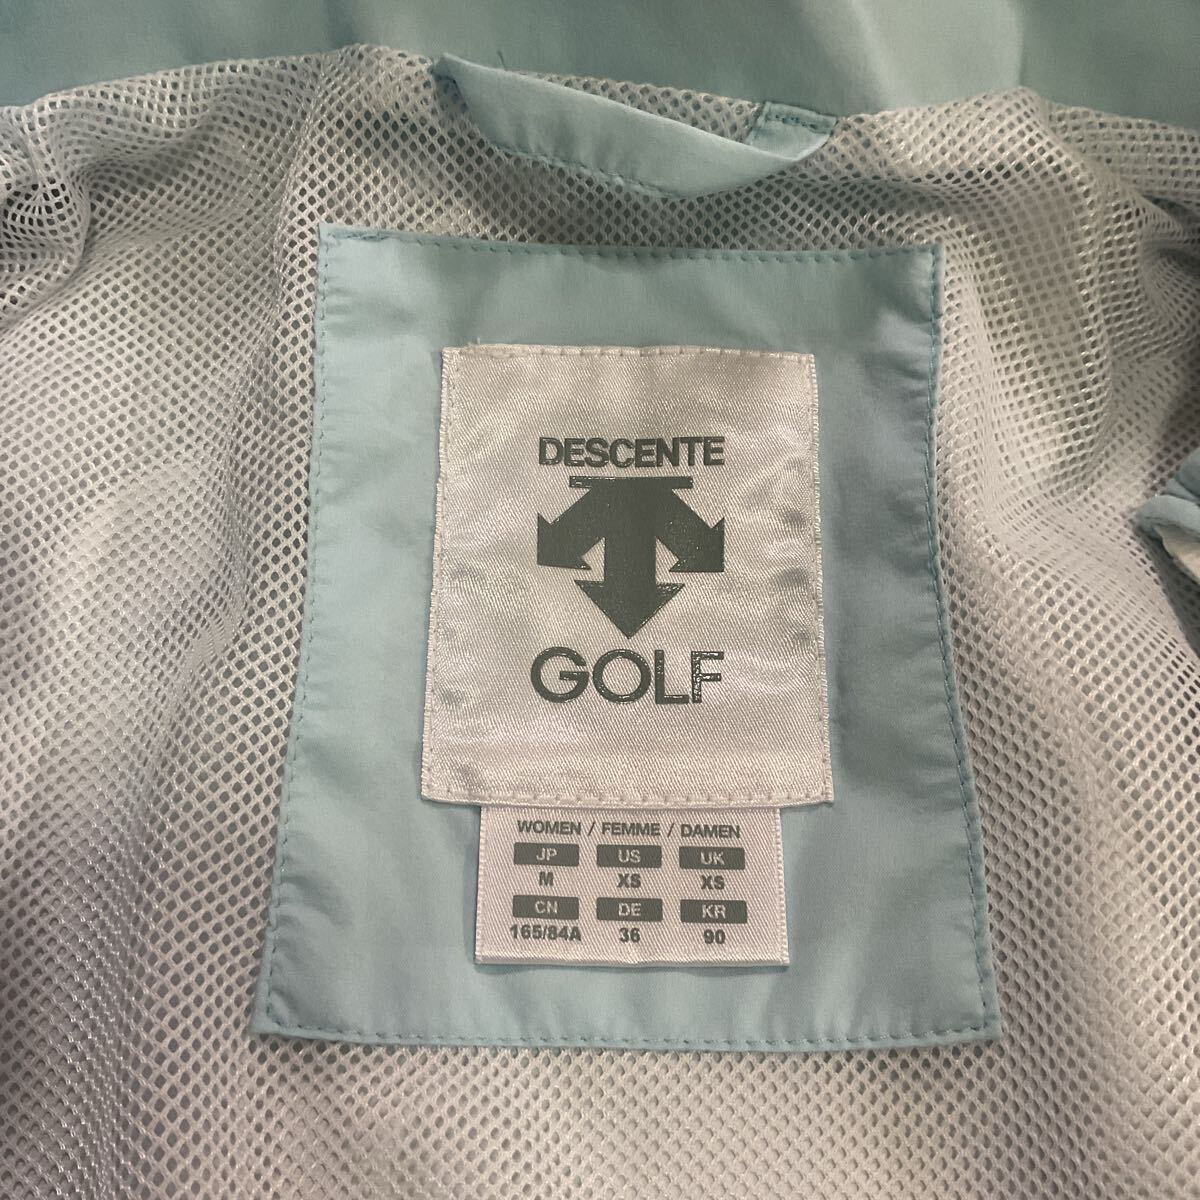 DESCENTE
GOLF
WOMEN / FEMME / DAMEN
JP US UK
M XS XS
CN DE KR
165/84A 36 90